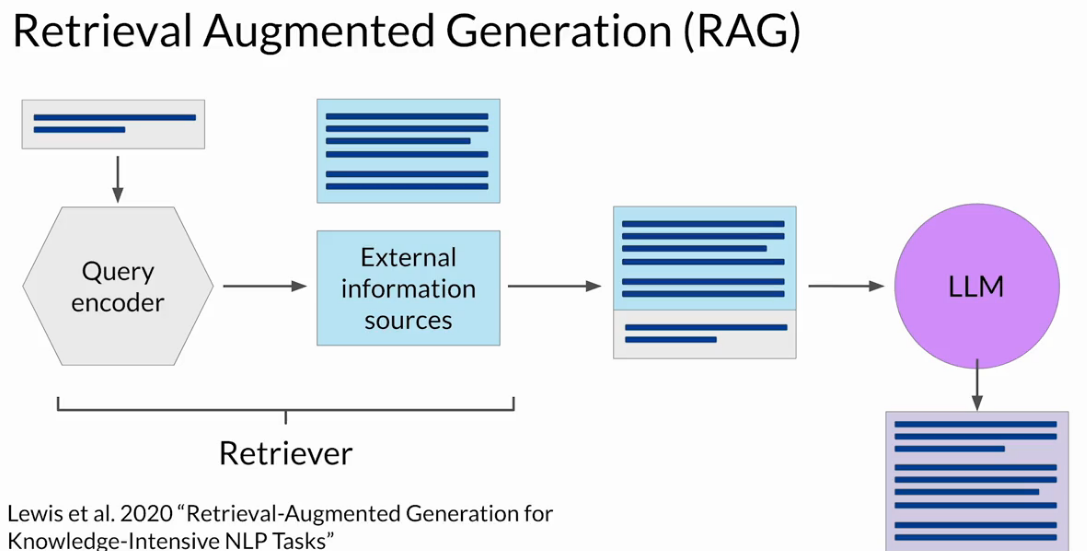 Retrieval Augmented Generation (RAG)
Query
encoder
External
information
sources
LLM
Retriever
Lewis et al. 2020 “Retrieval-Augmented Generation for
Knowledge-Intensive NLP Tasks”